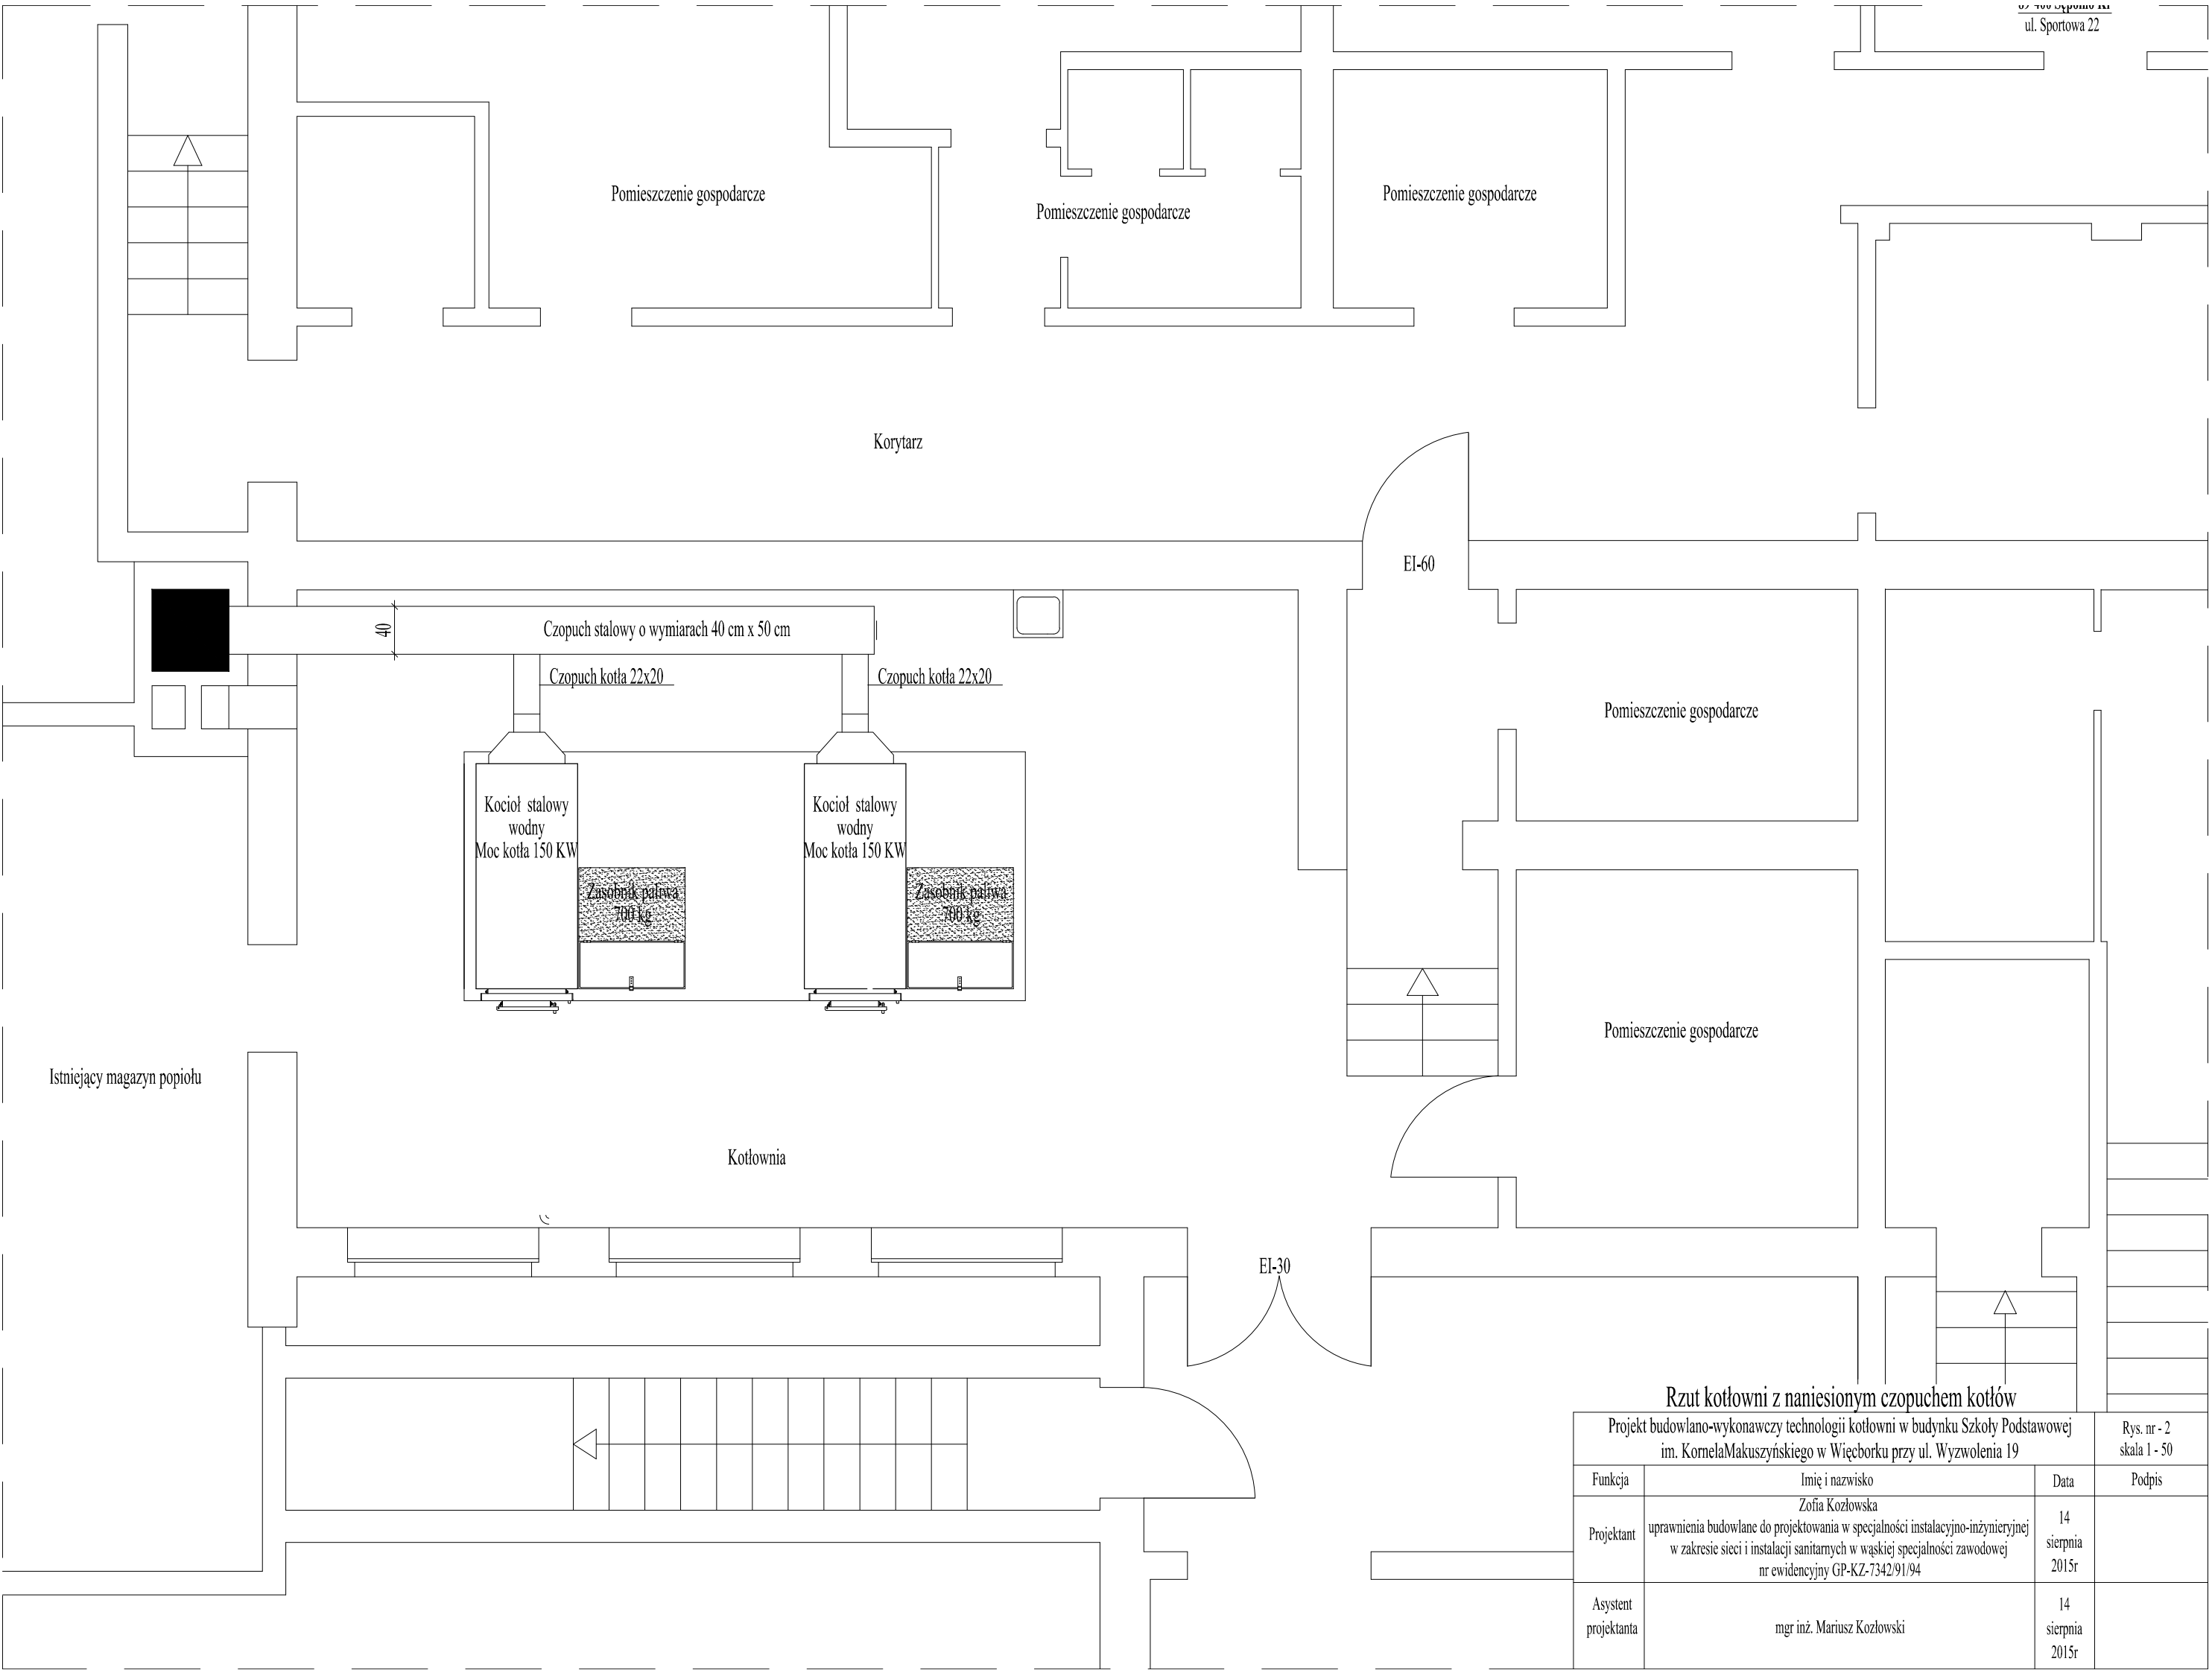 ul. Sportowa 22
Pomieszczenie gospodarcze
Pomieszczenie gospodarcze
Pomieszczenie gospodarcze
Korytarz
EI-60
40
Czopuch stalowy o wymiarach 40 cm x 50 cm
Czopuch kotła 22x20
Czopuch kotła 22x20
Pomieszczenie gospodarcze
Kocioł stalowy
wodny
Moc kotła 150 KW
Kocioł stalowy
wodny
Moc kotła 150 KW
Zasobnik paliwa
700 kg
Zasobnik paliwa
700 kg
Pomieszczenie gospodarcze
Istniejący magazyn popiołu
Kotłownia
EI-30
Rzut kotłowni z naniesionym czopuchem kotłów
Projekt budowlano-wykonawczy technologii kotłowni w budynku Szkoły Podstawowej
im. KornelaMakuszyńskiego w Więcborku przy ul. Wyzwolenia 19
Rys. nr - 2
skala 1 - 50
Funkcja
Imię i nazwisko
Data
Podpis
Projektant
Zofia Kozłowska
uprawnienia budowlane do projektowania w specjalności instalacyjno-inżynieryjnej
w zakresie sieci i instalacji sanitarnych w wąskiej specjalności zawodowej
nr ewidencyjny GP-KZ-7342/91/94
14
sierpnia
2015r
Asystent
projektanta
mgr inż. Mariusz Kozłowski
14
sierpnia
2015r